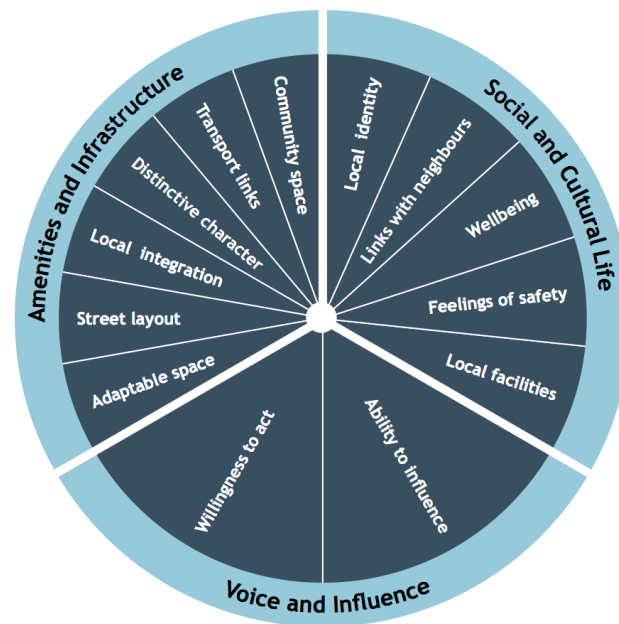 Amenities and Infrastructure
Community space
Transport links
Distinctive character
Local integration
Street layout
Adaptable space
Social and Cultural Life
Local identity
Links with neighbours
Wellbeing
Feelings of safety
Local facilities
Voice and Influence
Willingness to act
Ability to influence